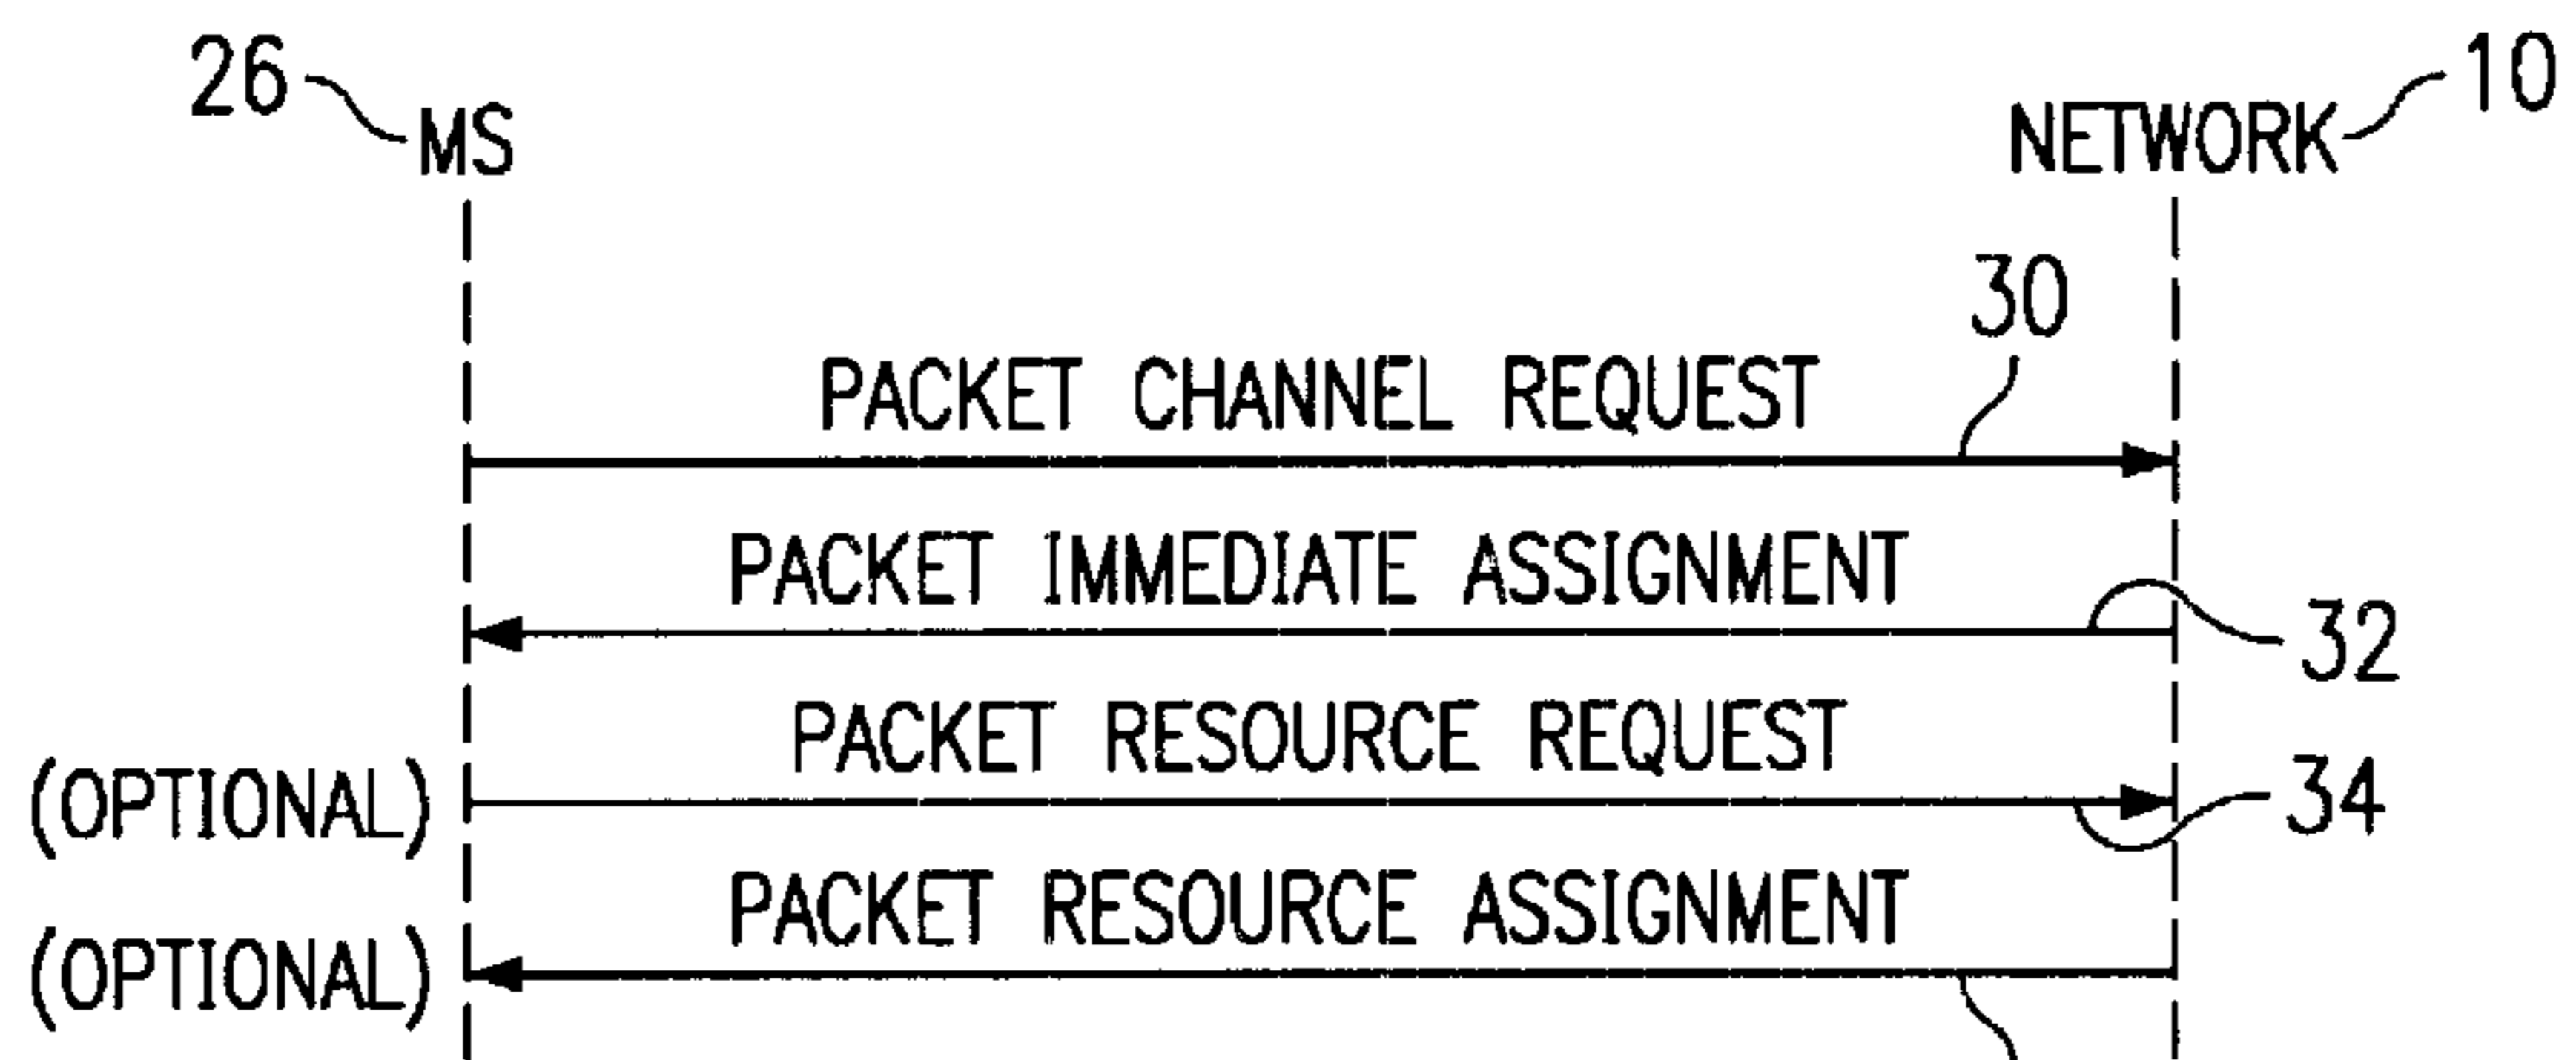 26
MS
NETWORK
10
30
PACKET CHANNEL REQUEST
PACKET IMMEDIATE ASSIGNMENT
32
PACKET RESOURCE REQUEST
(OPTIONAL)
34
PACKET RESOURCE ASSIGNMENT
(OPTIONAL)